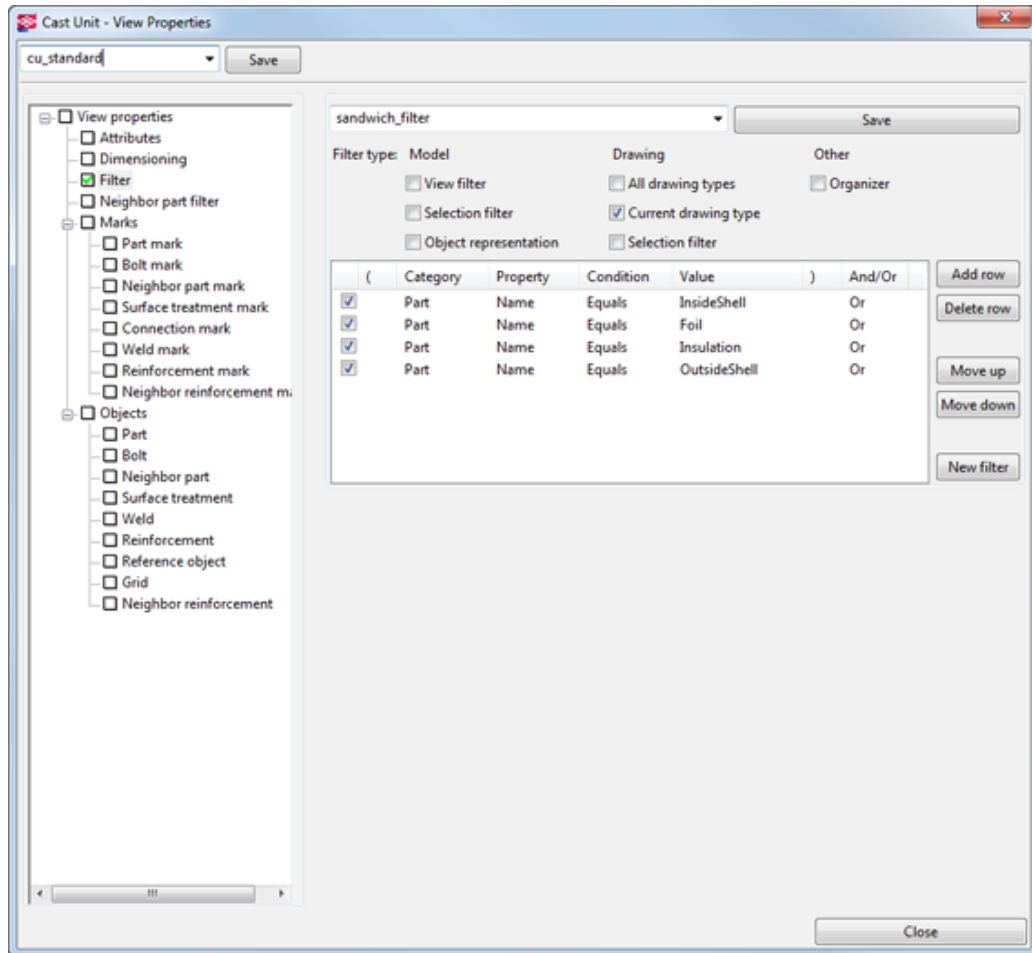 Cast Unit - View Properties
cu_standard Save
View properties
Attributes
Dimensioning
Filter
Neighbor part filter
Marks
Part mark
Bolt mark
Neighbor part mark
Surface treatment mark
Connection mark
Weld mark
Reinforcement mark
Neighbor reinforcement ma
Objects
Part
Bolt
Neighbor part
Surface treatment
Weld
Reinforcement
Reference object
Grid
Neighbor reinforcement
sandwich_filter Save
Filter type: Model Drawing Other
View filter All drawing types Organizer
Selection filter Current drawing type
Object representation Selection filter
( Category Property Condition Value ) And/Or
Part Name Equals InsideShell Or
Part Name Equals Foil Or
Part Name Equals Insulation Or
Part Name Equals OutsideShell Or
Add row
Delete row
Move up
Move down
New filter
Close